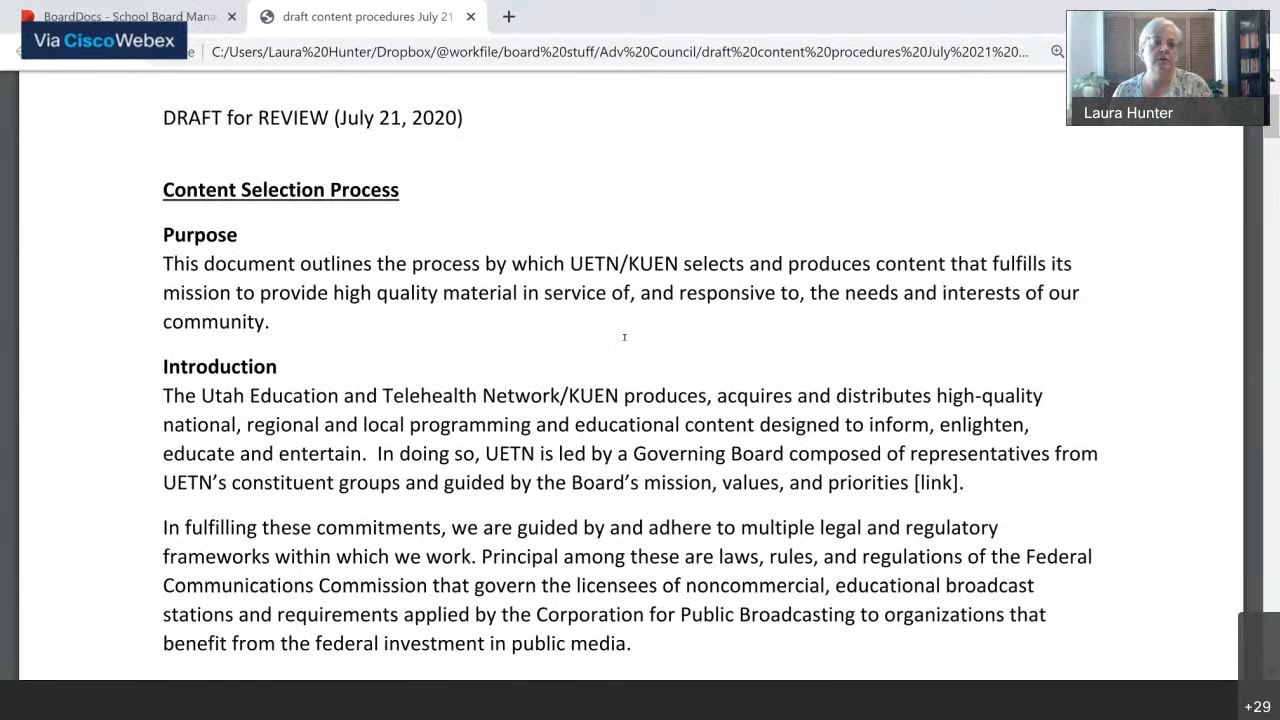 BoardDocs - School Board Mana
draft content procedures July 21
Via Cisco Webex
C:/Users/Laura%20Hunter/Dropbox/@workfile/board%20stuff/Adv%20Council/draft%20content%20procedures%20July%2021%20...
Laura Hunter
DRAFT for REVIEW (July 21, 2020)
Content Selection Process
Purpose
This document outlines the process by which UETN/KUEN selects and produces content that fulfills its
mission to provide high quality material in service of, and responsive to, the needs and interests of our
community.
Introduction
The Utah Education and Telehealth Network/KUEN produces, acquires and distributes high-quality
national, regional and local programming and educational content designed to inform, enlighten,
educate and entertain.  In doing so, UETN is led by a Governing Board composed of representatives from
UETN’s constituent groups and guided by the Board’s mission, values, and priorities [link].
In fulfilling these commitments, we are guided by and adhere to multiple legal and regulatory
frameworks within which we work. Principal among these are laws, rules, and regulations of the Federal
Communications Commission that govern the licensees of noncommercial, educational broadcast
stations and requirements applied by the Corporation for Public Broadcasting to organizations that
benefit from the federal investment in public media.
+29